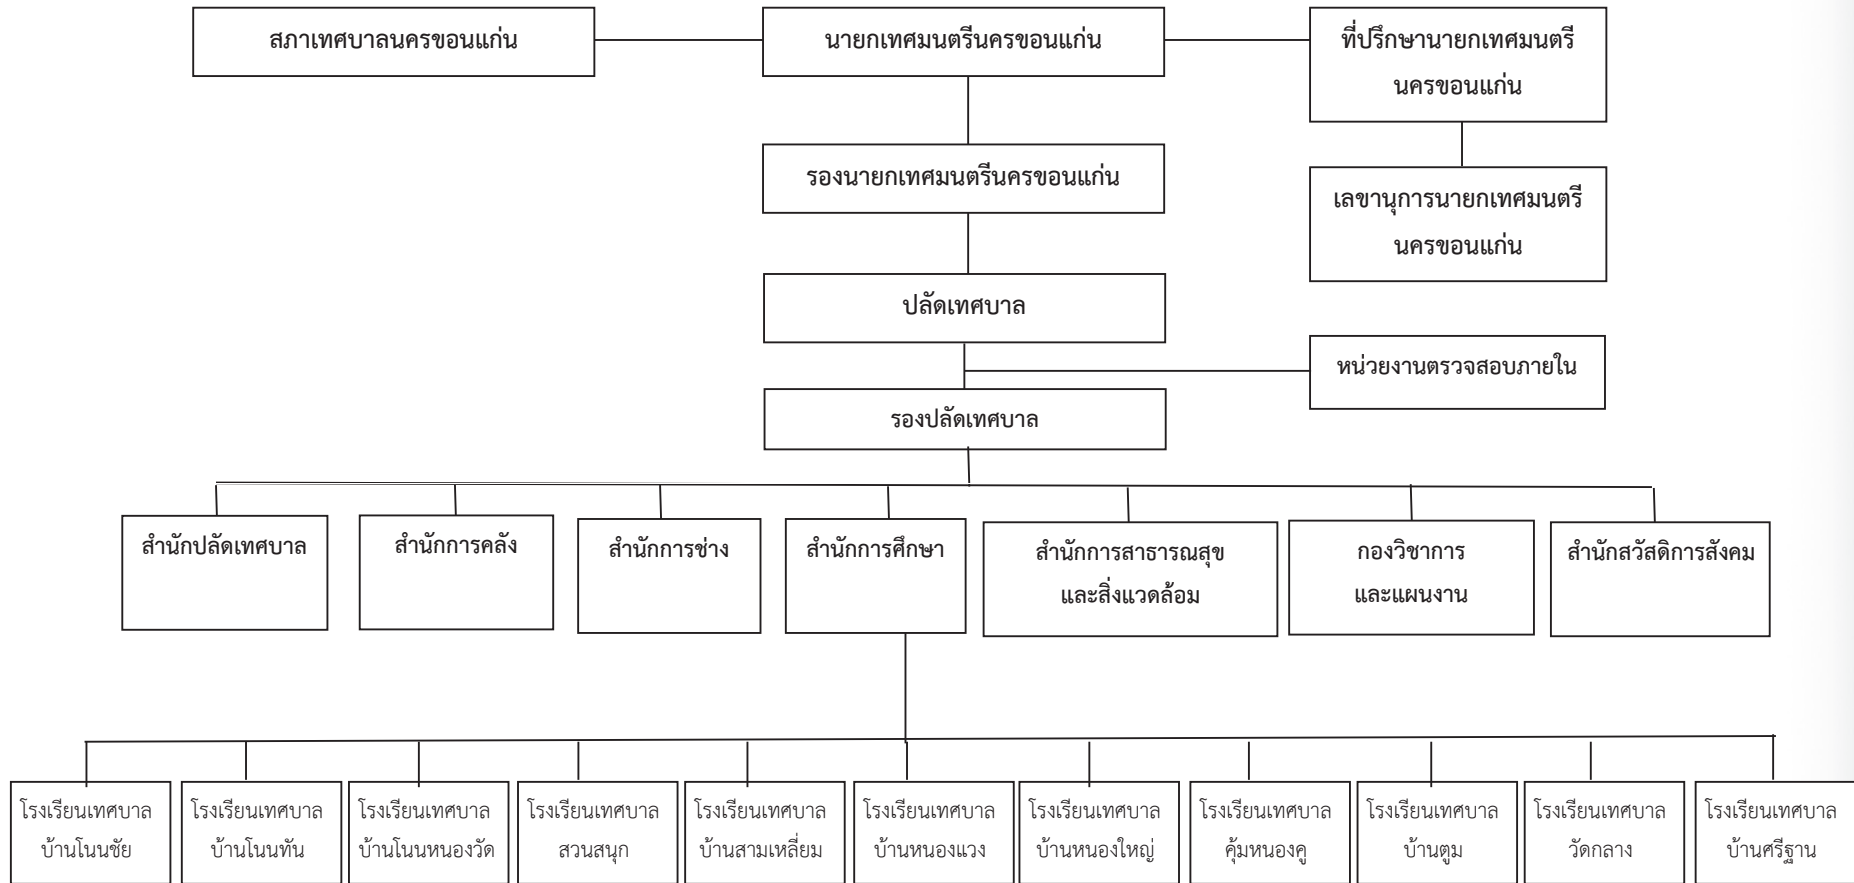 สภาเทศบาลนครขอนแก่น
นายกเทศมนตรีนครขอนแก่น
ที่ปรึกษานายกเทศมนตรี
นครขอนแก่น
รองนายกเทศมนตรีนครขอนแก่น
เลขานุการนายกเทศมนตรี
นครขอนแก่น
ปลัดเทศบาล
หน่วยงานตรวจสอบภายใน
รองปลัดเทศบาล
สำนักปลัดเทศบาล
สำนักการคลัง
สำนักการช่าง
สำนักการศึกษา
สำนักการสาธารณสุข
และสิ่งแวดล้อม
กองวิชาการ
และแผนงาน
สำนักสวัสดิการสังคม
โรงเรียนเทศบาล
บ้านโนนชัย
โรงเรียนเทศบาล
บ้านโนนทัน
โรงเรียนเทศบาล
บ้านโนนหนองวัด
โรงเรียนเทศบาล
สวนสนุก
โรงเรียนเทศบาล
บ้านสามเหลี่ยม
โรงเรียนเทศบาล
บ้านหนองแวง
โรงเรียนเทศบาล
บ้านหนองใหญ่
โรงเรียนเทศบาล
คุ้มหนองคู
โรงเรียนเทศบาล
บ้านตูม
โรงเรียนเทศบาล
วัดกลาง
โรงเรียนเทศบาล
บ้านศรีฐาน